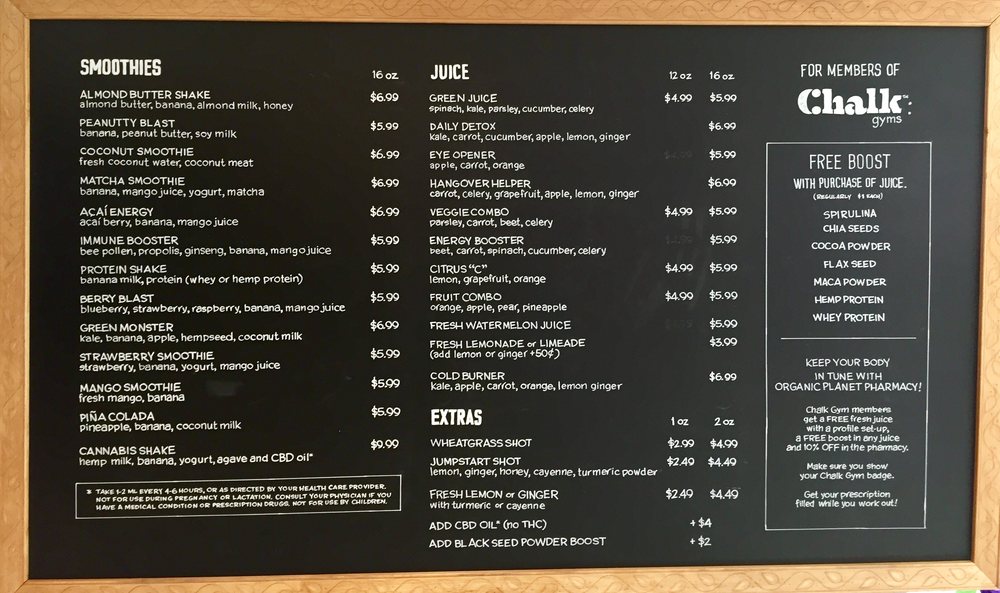 SMOOTHIES
16 oz
ALMOND BUTTER SHAKE $6.99
almond butter, banana, almond milk, honey
PEANUTTY BLAST $5.99
banana, peanut butter, soy milk
COCONUT SMOOTHIE $6.99
fresh coconut water, coconut meat
MATCHA SMOOTHIE $6.99
banana, mango juice, yogurt, matcha
AÇAÍ ENERGY $6.99
açaí berry, banana, mango juice
IMMUNE BOOSTER $5.99
bee pollen, propolis, ginseng, banana, mango juice
PROTEIN SHAKE $5.99
banana milk, protein (whey or hemp protein)
BERRY BLAST $5.99
blueberry, strawberry, raspberry, banana, mango juice
GREEN MONSTER $6.99
kale, banana, apple, hempseed, coconut milk
STRAWBERRY SMOOTHIE $5.99
strawberry, banana, yogurt, mango juice
MANGO SMOOTHIE $5.99
fresh mango, banana
PIÑA COLADA $5.99
pineapple, banana, coconut milk
CANNABIS SHAKE $9.99
hemp milk, banana, yogurt, agave and CBD oil*
* TAKE 1-2 ML EVERY 4-6 HOURS, OR AS DIRECTED BY YOUR HEALTH CARE PROVIDER.
NOT FOR USE DURING PREGNANCY OR LACTATION. CONSULT YOUR PHYSICIAN IF YOU
HAVE A MEDICAL CONDITION OR PRESCRIPTION DRUGS. NOT FOR USE BY CHILDREN.
JUICE
12 oz 16 oz
GREEN JUICE $4.99 $5.99
spinach, kale, parsley, cucumber, celery
DAILY DETOX $6.99
kale, carrot, cucumber, apple, lemon, ginger
EYE OPENER $5.99
apple, carrot, orange
HANGOVER HELPER $6.99
carrot, celery, grapefruit, apple, lemon, ginger
VEGGIE COMBO $4.99 $5.99
parsley, carrot, beet, celery
ENERGY BOOSTER $5.99
beet, carrot, spinach, cucumber, celery
CITRUS "C" $4.99 $5.99
lemon, grapefruit, orange
FRUIT COMBO $4.99 $5.99
orange, apple, pear, pineapple
FRESH WATERMELON JUICE $5.99
FRESH LEMONADE or LIMEADE $3.99
(add lemon or ginger +50¢)
COLD BURNER $6.99
kale, apple, carrot, orange, lemon ginger
EXTRAS
1 oz 2 oz
WHEATGRASS SHOT $2.99 $4.99
JUMPSTART SHOT $2.49 $4.49
lemon, ginger, honey, cayenne, turmeric powder
FRESH LEMON or GINGER $2.49 $4.49
with turmeric or cayenne
ADD CBD OIL* (no THC) +$4
ADD BLACK SEED POWDER BOOST +$2
FOR MEMBERS OF
Chalk™:
gyms
FREE BOOST
WITH PURCHASE OF JUICE.
(REGULARLY $1 EACH)
SPIRULINA
CHIA SEEDS
COCOA POWDER
FLAX SEED
MACA POWDER
HEMP PROTEIN
WHEY PROTEIN
KEEP YOUR BODY
IN TUNE WITH
ORGANIC PLANET PHARMACY!
Chalk Gym members
get a FREE fresh juice
with a profile set-up,
a FREE boost in any juice
and 10% OFF in the pharmacy.
Make sure you show
your Chalk Gym badge.
Get your prescription
filled while you work out!